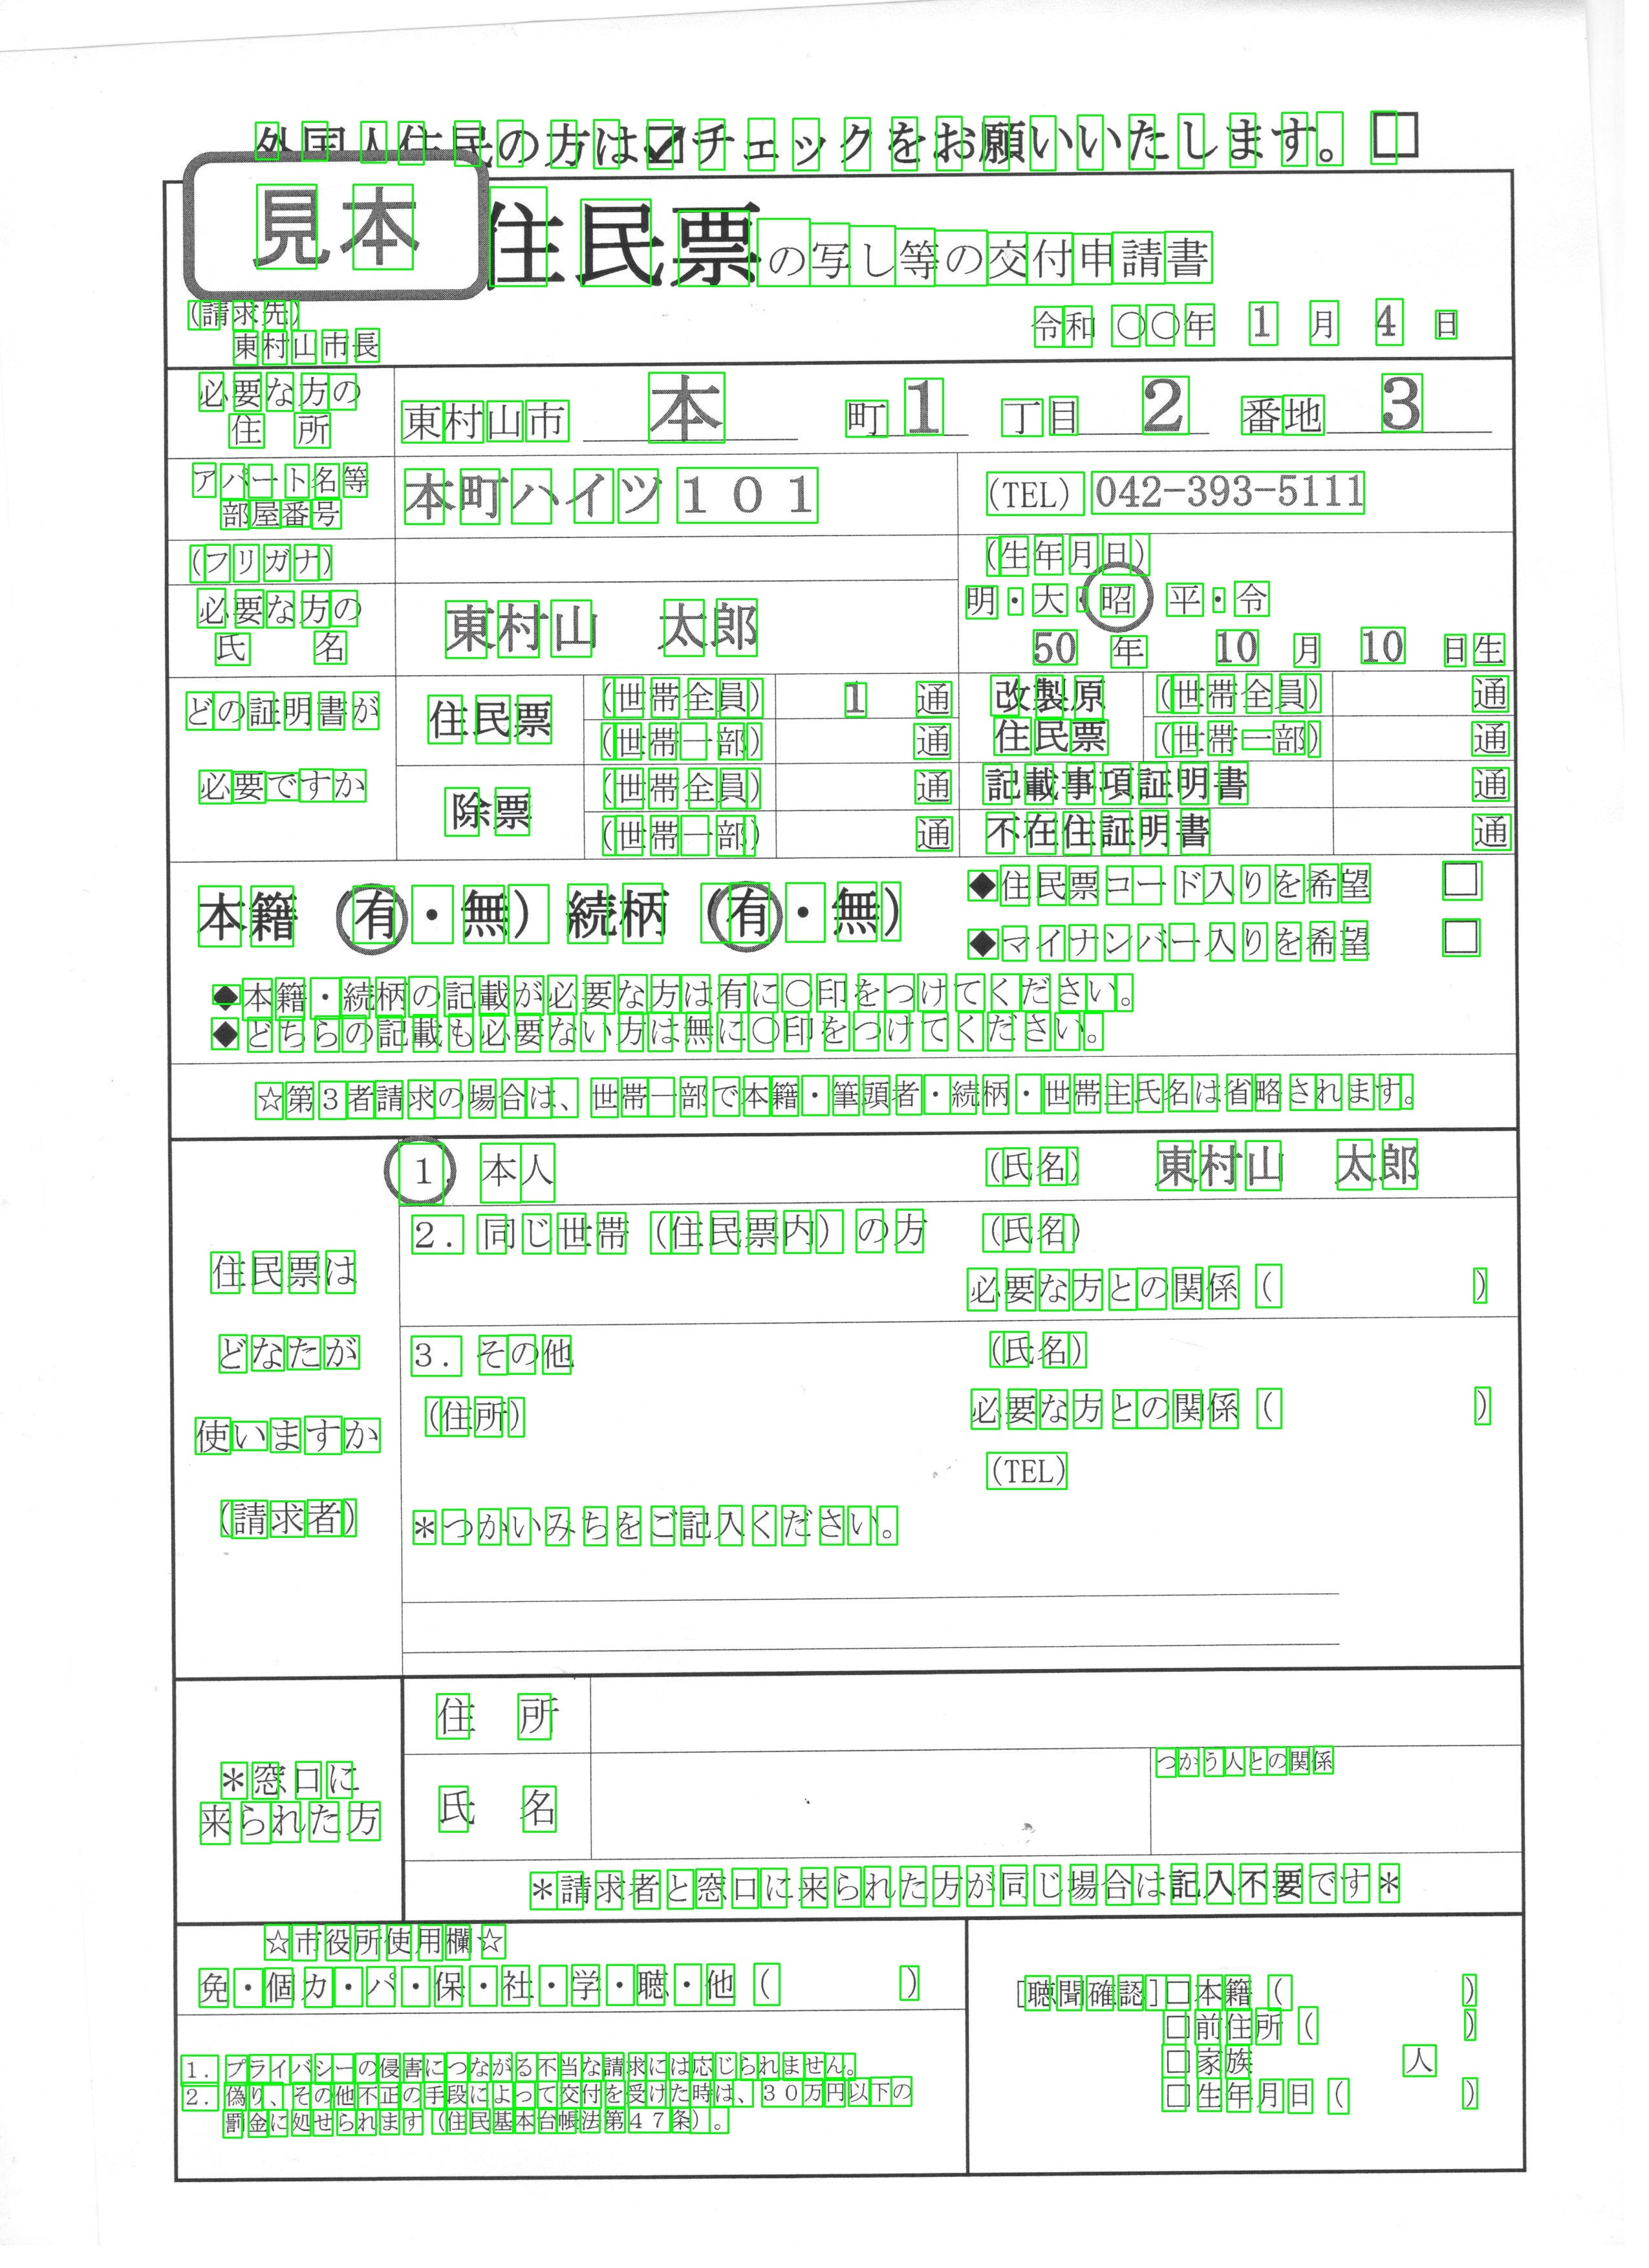 外国人住民の方は☑チェックをお願いいたします。□
見本
住民票の写し等の交付申請書
(請求先)
東村山市長
令和 〇〇年 1 月 4 日
必要な方の
住 所
東村山市 本 町 1 丁目 2 番地 3
アパート名等
部屋番号
本町ハイツ101
(TEL) 042-393-5111
(フリガナ)
(生年月日)
必要な方の
氏 名
東村山 太郎
明・大・昭 平・令
50 年 10 月 10 日生
どの証明書が
必要ですか
住民票 (世帯全員) 1 通
(世帯一部) 通
除票 (世帯全員) 通
(世帯一部) 通
改製原
住民票 (世帯全員) 通
(世帯一部) 通
記載事項証明書 通
不在住証明書 通
本籍 (有・無) 続柄 (有・無)
◆住民票コード入りを希望 □
◆マイナンバー入りを希望 □
◆本籍・続柄の記載が必要な方は有に〇印をつけてください。
◆どちらの記載も必要ない方は無に〇印をつけてください。
☆第3者請求の場合は、世帯一部で本籍・筆頭者・続柄・世帯主氏名は省略されます。
住民票は
どなたが
使いますか
(請求者)
1 本人 (氏名) 東村山 太郎
2. 同じ世帯(住民票内)の方 (氏名)
必要な方との関係 ( )
3. その他 (氏名)
(住所) 必要な方との関係 ( )
(TEL)
*つかいみちをご記入ください。
*窓口に
来られた方
住 所
氏 名
つかう人との関係
*請求者と窓口に来られた方が同じ場合は記入不要です*
☆市役所使用欄☆
免・個カ・パ・保・社・学・聴・他 ( )
1. プライバシーの侵害につながる不当な請求には応じられません。
2. 偽り、その他不正の手段によって交付を受けた時は、30万円以下の
罰金に処せられます(住民基本台帳法第47条)。
[聴聞確認]□本籍 ( )
□前住所 ( )
□家族 人
□生年月日 ( )